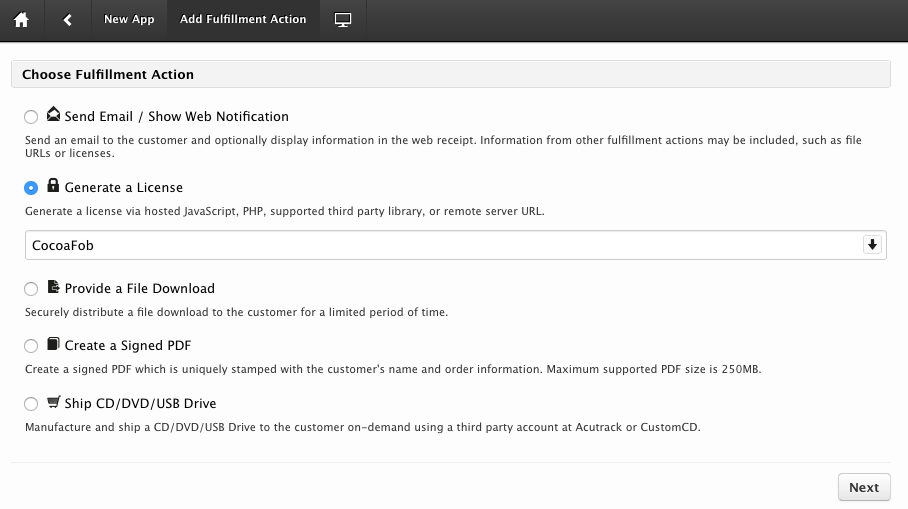 New App
Add Fulfillment Action
Choose Fulfillment Action
Send Email / Show Web Notification
Send an email to the customer and optionally display information in the web receipt. Information from other fulfillment actions may be included, such as file
URLs or licenses.
Generate a License
Generate a license via hosted JavaScript, PHP, supported third party library, or remote server URL.
CocoaFob
Provide a File Download
Securely distribute a file download to the customer for a limited period of time.
Create a Signed PDF
Create a signed PDF which is uniquely stamped with the customer's name and order information. Maximum supported PDF size is 250MB.
Ship CD/DVD/USB Drive
Manufacture and ship a CD/DVD/USB Drive to the customer on-demand using a third party account at Acutrack or CustomCD.
Next